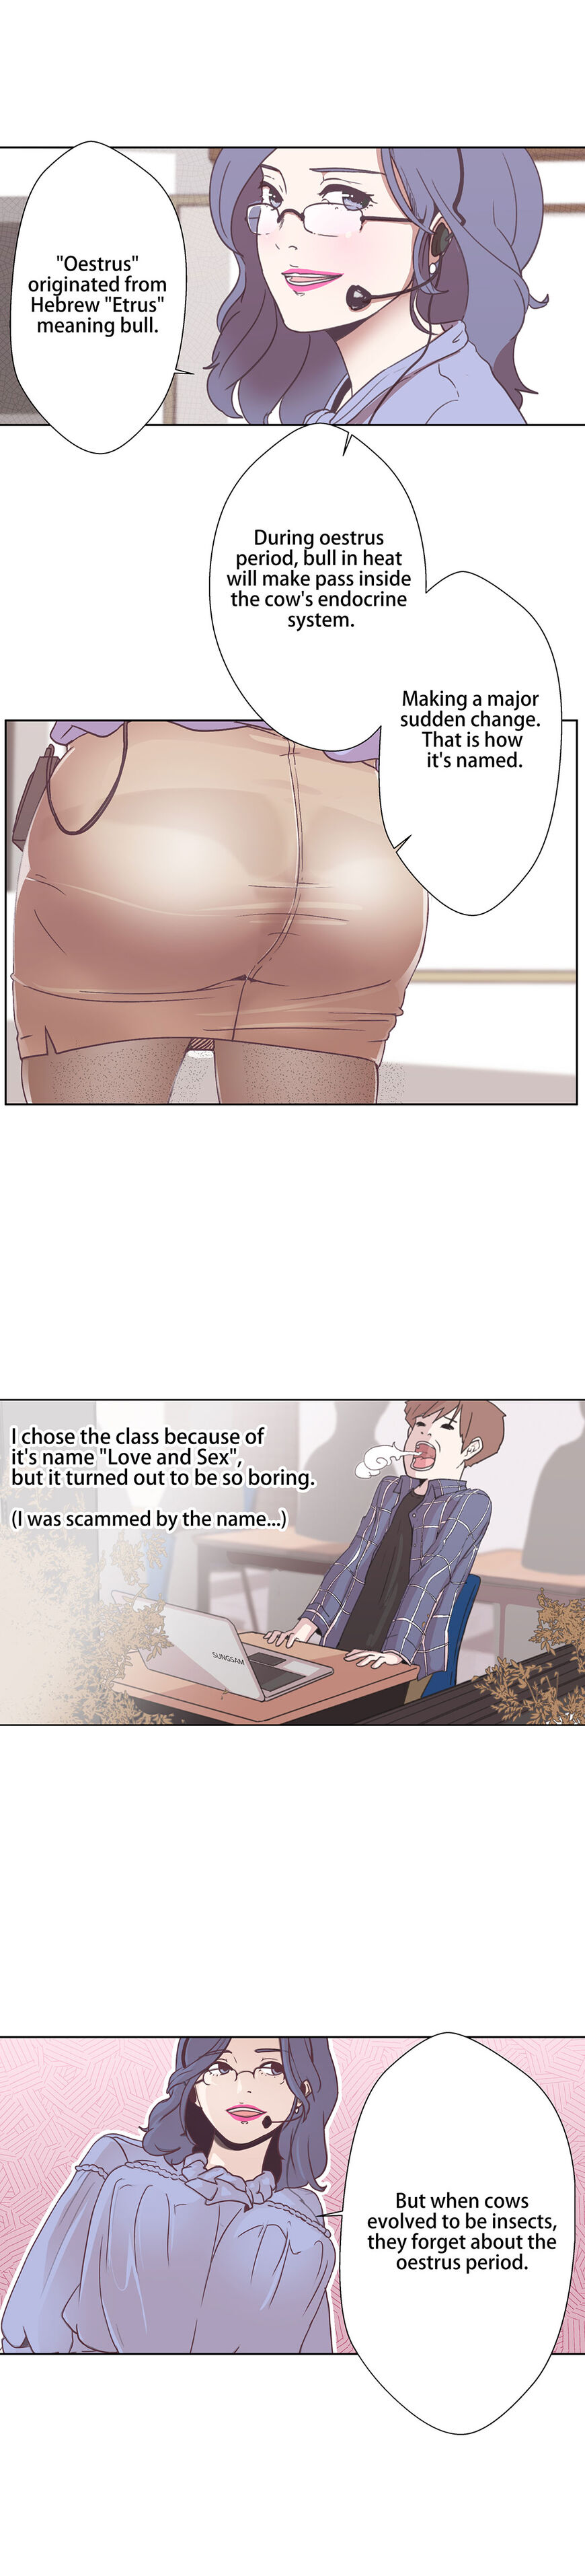 "Oestrus"
originated from
Hebrew "Etrus"
meaning bull.
During oestrus
period, bull in heat
will make pass inside
the cow's endocrine
system.
Making a major
sudden change.
That is how
it's named.
I chose the class because of
it's name "Love and Sex",
but it turned out to be so boring.
(I was scammed by the name...)
SUNGSAM
But when cows
evolved to be insects,
they forget about the
oestrus period.